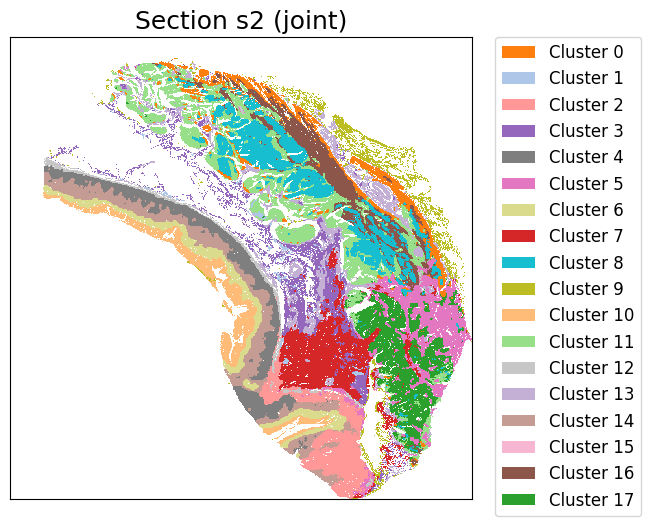 Section s2 (joint)
Cluster 0
Cluster 1
Cluster 2
Cluster 3
Cluster 4
Cluster 5
Cluster 6
Cluster 7
Cluster 8
Cluster 9
Cluster 10
Cluster 11
Cluster 12
Cluster 13
Cluster 14
Cluster 15
Cluster 16
Cluster 17